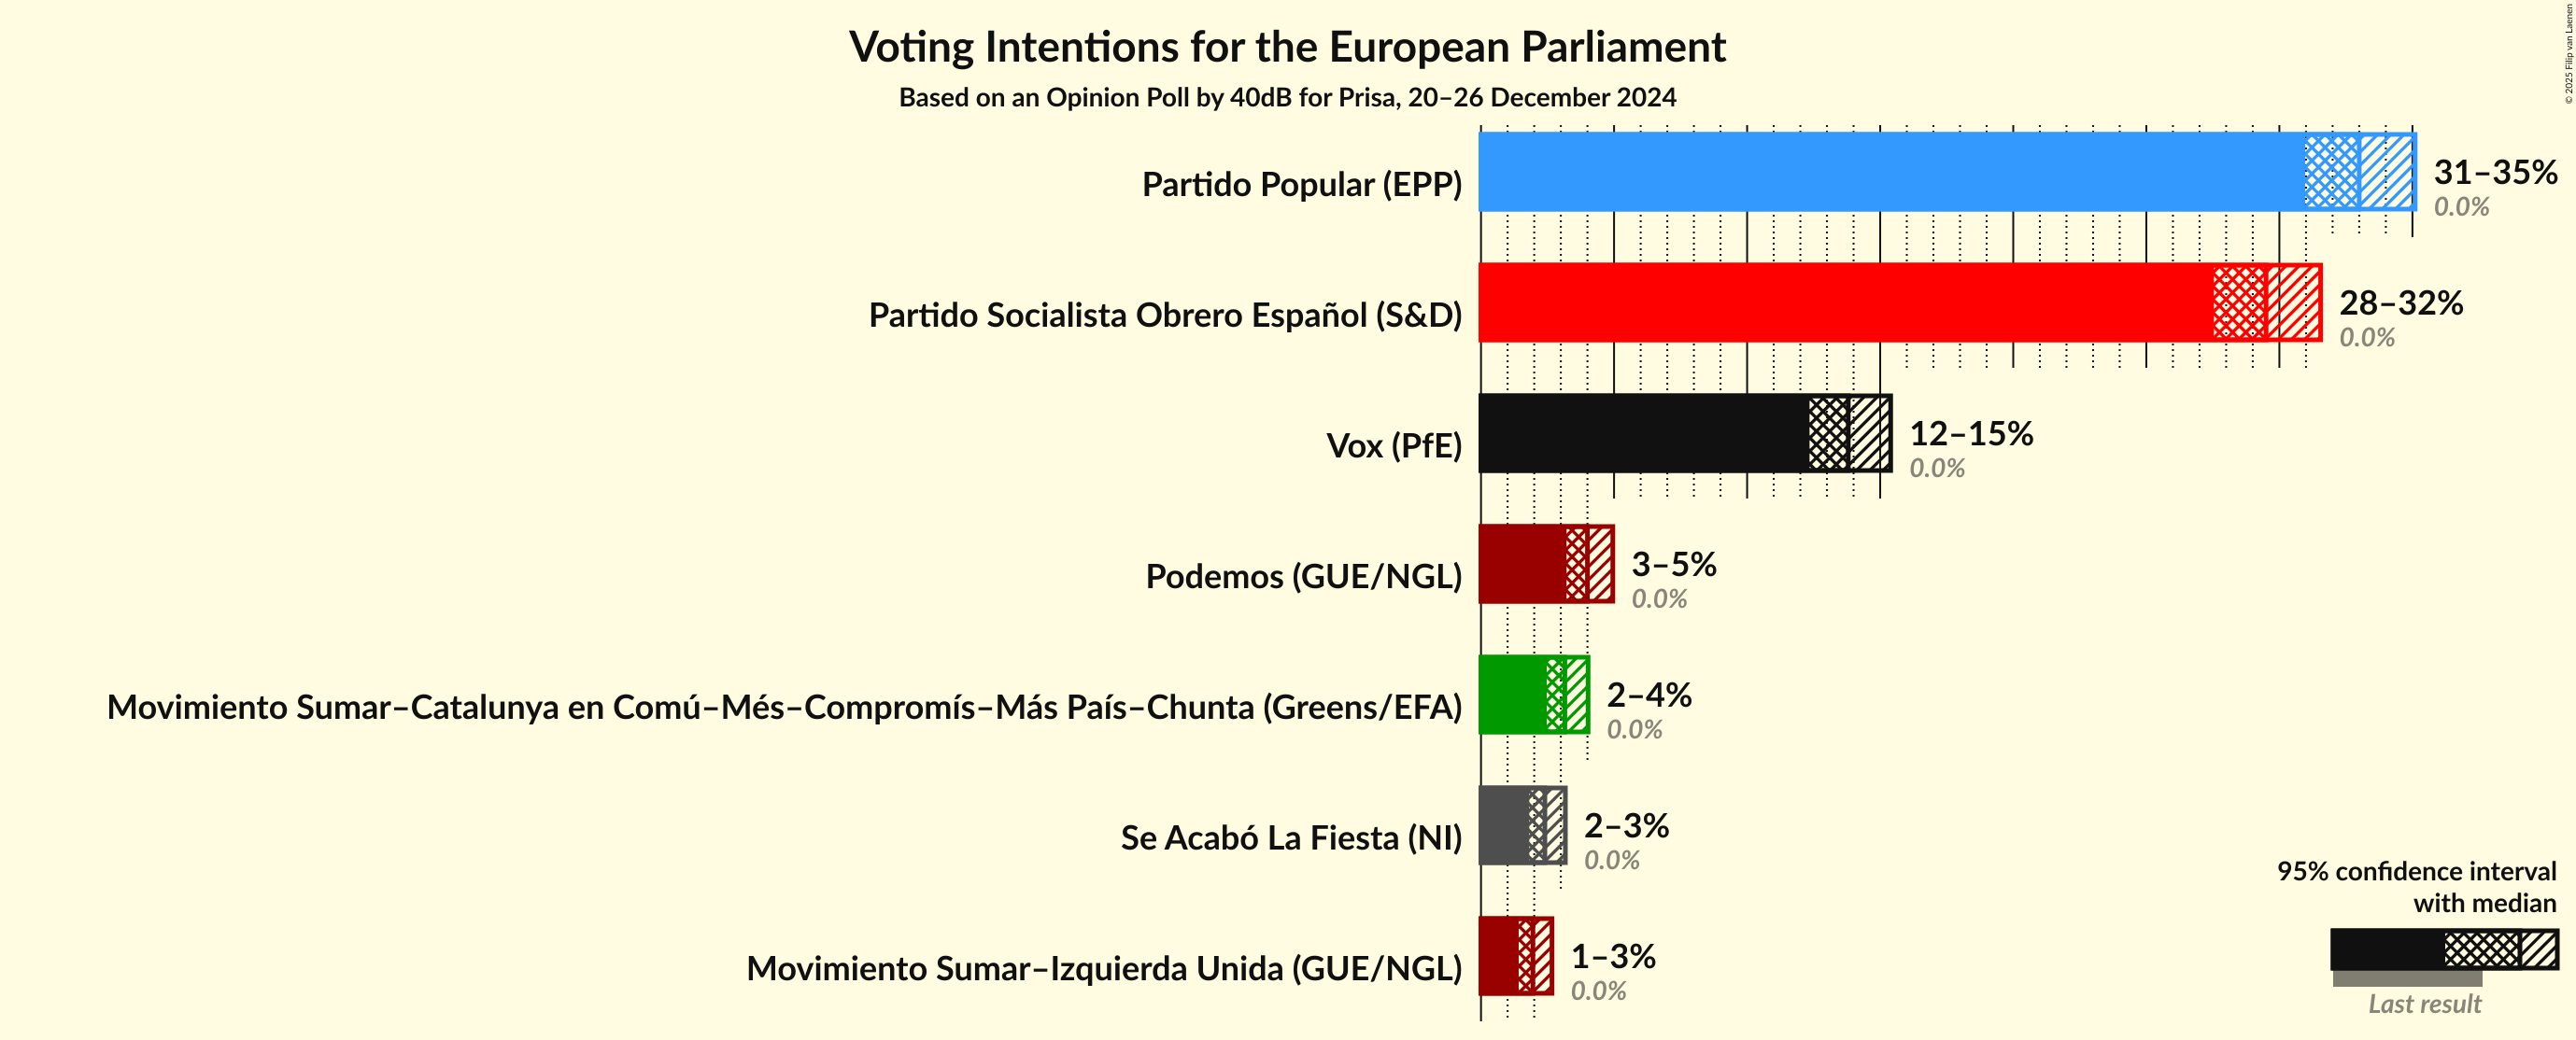 Voting Intentions for the European Parliament
Based on an Opinion Poll by 40dB for Prisa, 20–26 December 2024
© 2025 Filip van Laenen
Partido Popular (EPP)
31–35%
0.0%
Partido Socialista Obrero Español (S&D)
28–32%
0.0%
Vox (PfE)
12–15%
0.0%
Podemos (GUE/NGL)
3–5%
0.0%
Movimiento Sumar–Catalunya en Comú–Més–Compromís–Más País–Chunta (Greens/EFA)
2–4%
0.0%
Se Acabó La Fiesta (NI)
2–3%
0.0%
Movimiento Sumar–Izquierda Unida (GUE/NGL)
1–3%
0.0%
95% confidence interval
with median
Last result